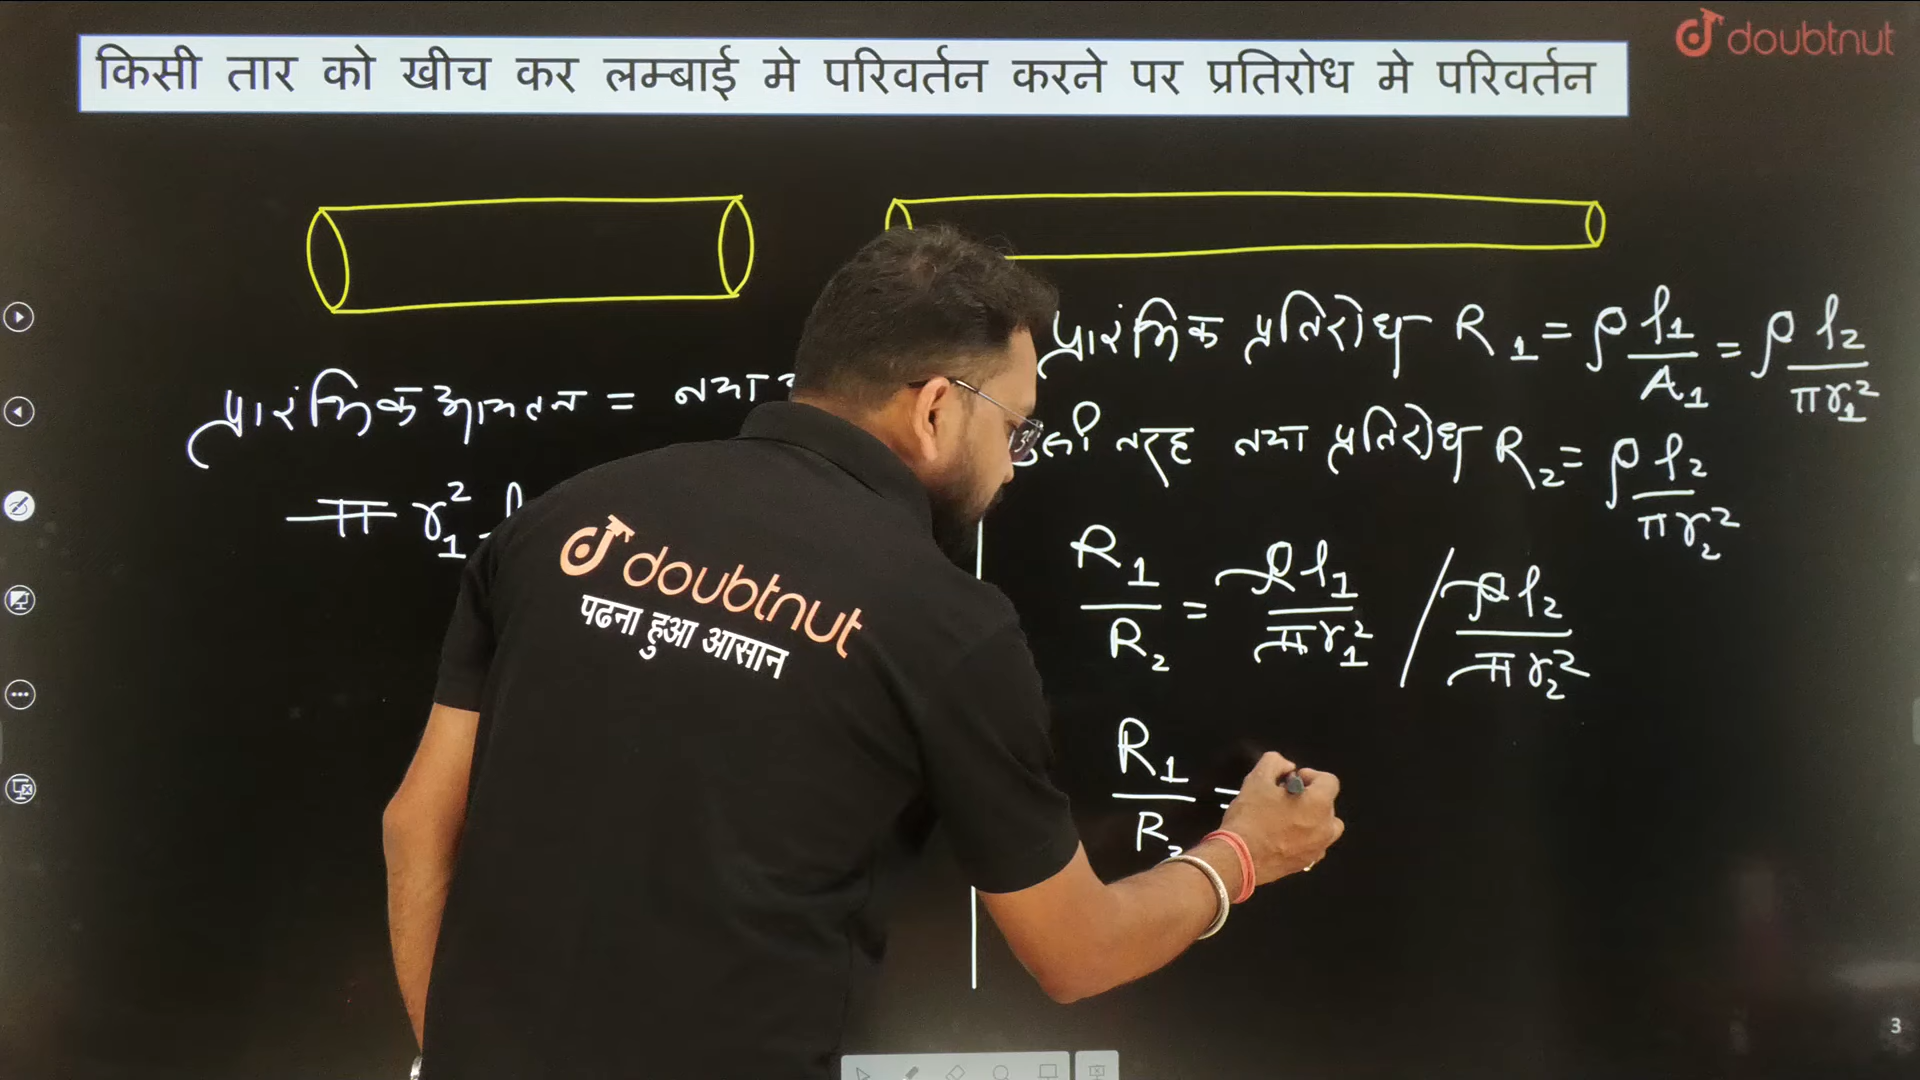 doubtnut
किसी तार को खीच कर लम्बाई मे परिवर्तन करने पर प्रतिरोध मे परिवर्तन
प्रारंभिक आयतन = नया
π r₁²
प्रारंभिक प्रतिरोध R₁ = ρ l₁/A₁ = ρ l₂/πr₁²
तरह नया प्रतिरोध R₂ = ρ l₂/πr₂²
R₁/R₂ = ρl₁/πr₁² / ρl₂/πr₂²
R₁/R₂ =
doubtnut
पढना हुआ आसान
3